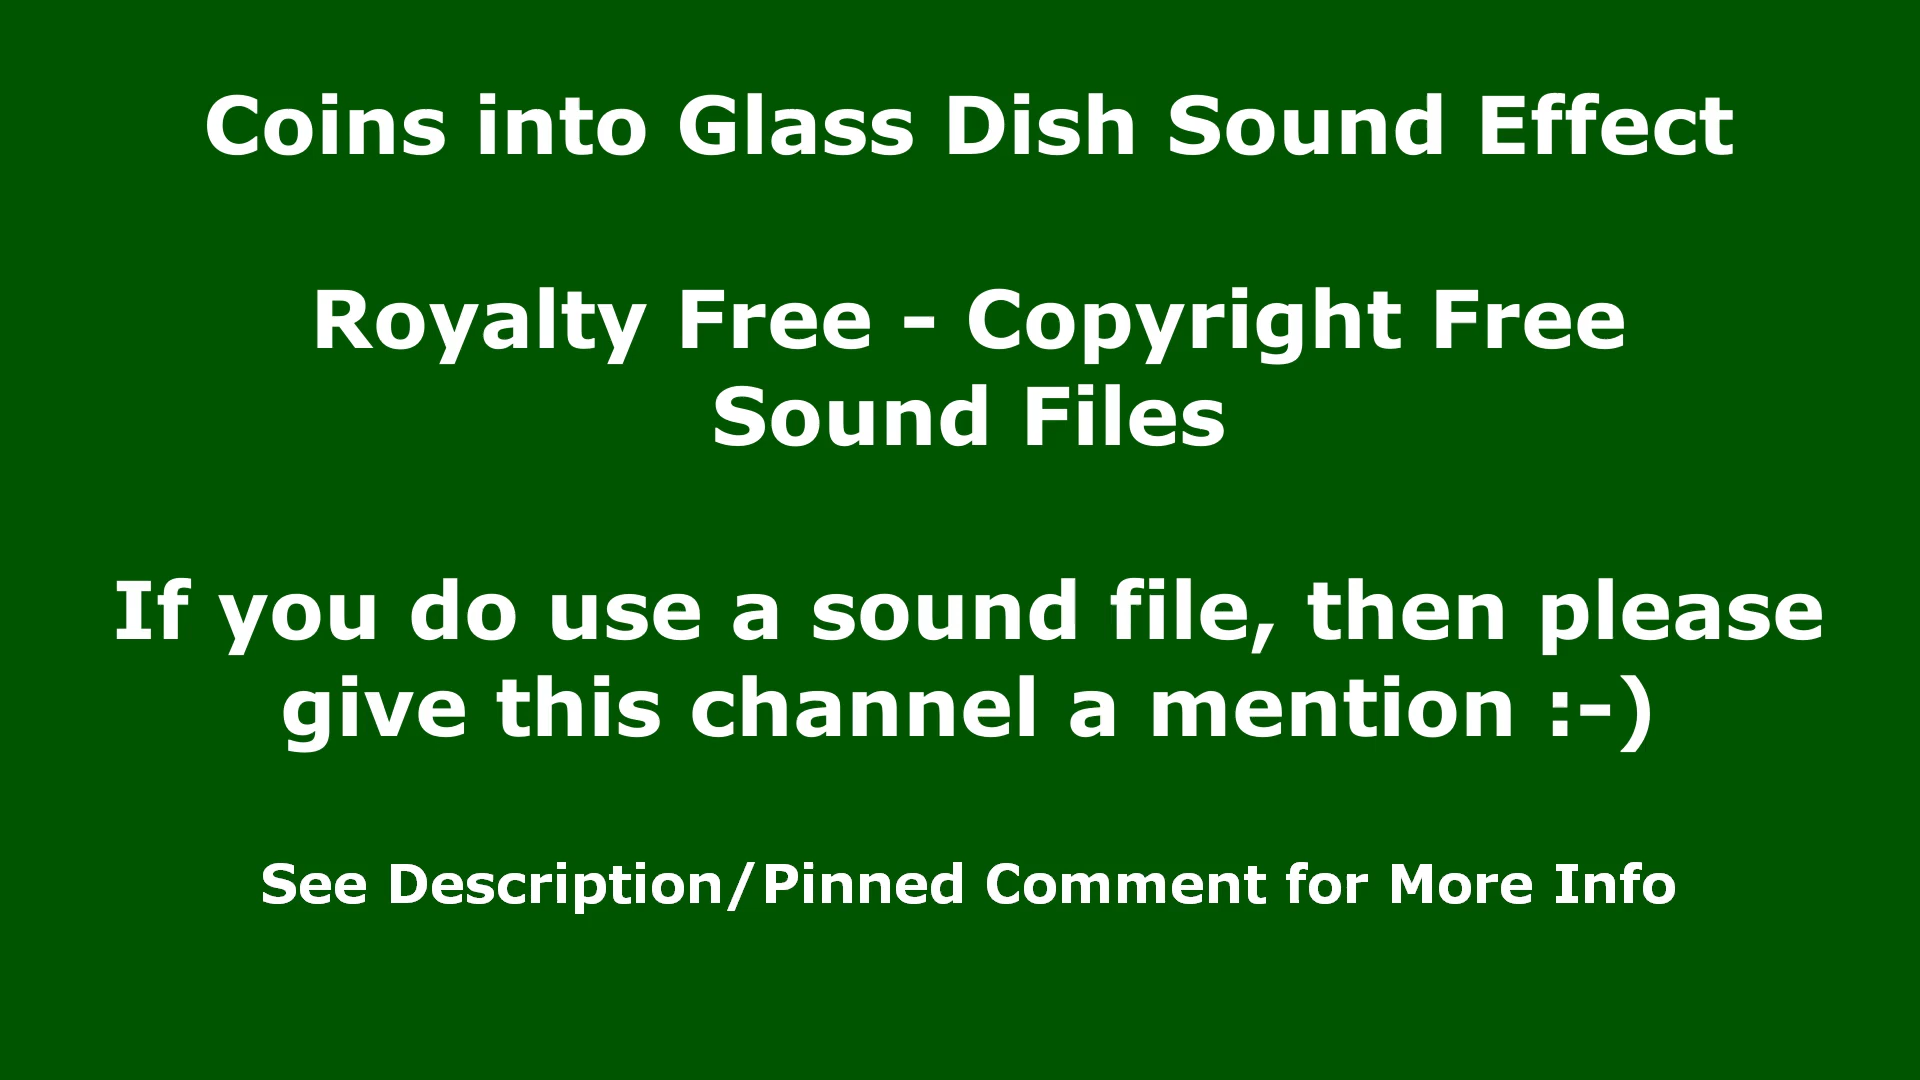 Coins into Glass Dish Sound Effect
Royalty Free - Copyright Free
Sound Files
If you do use a sound file, then please
give this channel a mention :-)
See Description/Pinned Comment for More Info